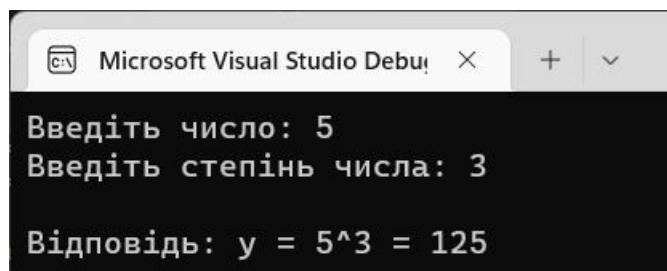 Microsoft Visual Studio Debu
Введіть число: 5
Введіть степінь числа: 3
Відповідь: y = 5^3 = 125